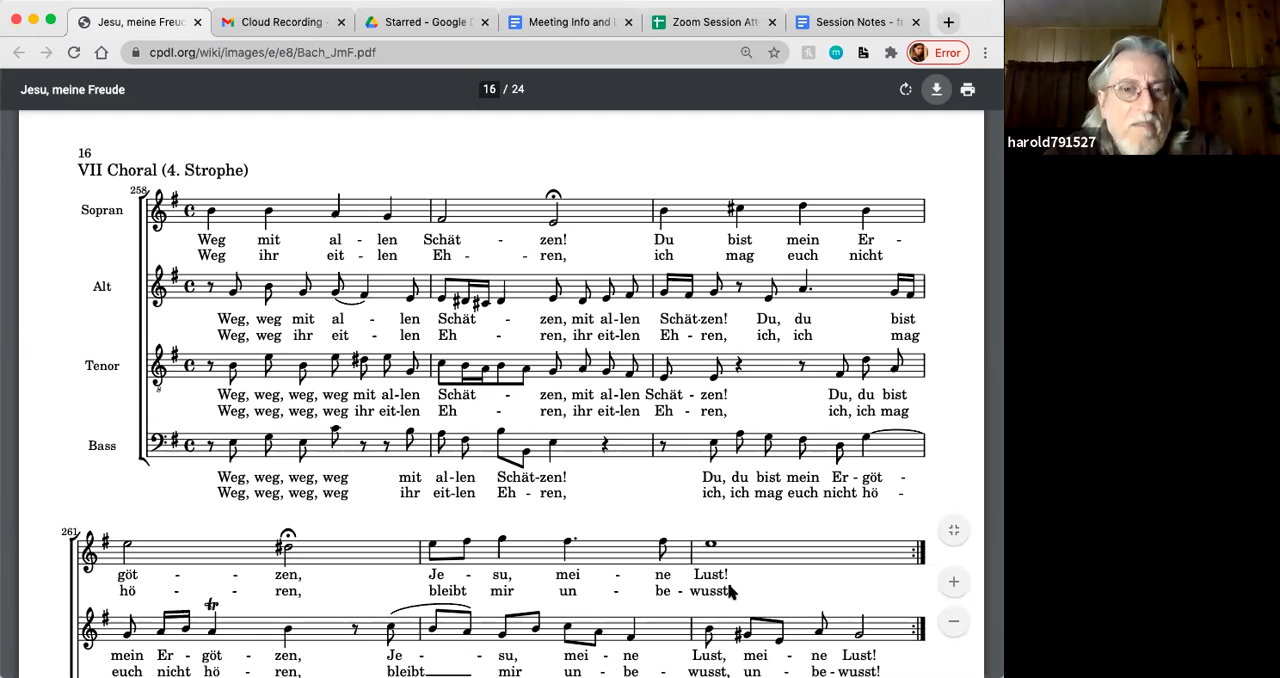 Jesu, meine Freud
Cloud Recording -
Starred - Google D
Meeting Info and L
Zoom Session Att
Session Notes - f
cpdl.org/wiki/images/e/e8/Bach_JmF.pdf
Error
Jesu, meine Freude
16 / 24
harold791527
16
VII Choral (4. Strophe)
258
Sopran
Weg mit al - len Schät - zen! Du bist mein Er -
Weg ihr eit - len Eh - - ren, ich mag euch nicht
Alt
Weg, weg mit al - len Schät - zen, mit al-len Schät-zen! Du, du bist
Weg, weg ihr eit - len Eh - ren, ihr eit-len Eh - ren, ich, ich mag
Tenor
8
Weg, weg, weg, weg mit al-len Schät - zen, mit al-len Schät - zen! Du, du bist
Weg, weg, weg, weg ihr eit-len Eh - ren, ihr eit-len Eh - ren, ich, ich mag
Bass
Weg, weg, weg, weg mit al-len Schät-zen! Du, du bist mein Er - göt -
Weg, weg, weg, weg ihr eit-len Eh - ren, ich, ich mag euch nicht hö -
261
göt - - zen, Je - su, mei - ne Lust!
hö - - ren, bleibt mir un - be - wusst
tr
mein Er - göt - zen, Je - - su, mei - ne Lust, mei - ne Lust!
euch nicht hö - ren, bleibt mir un - be - wusst, un - be - wusst!